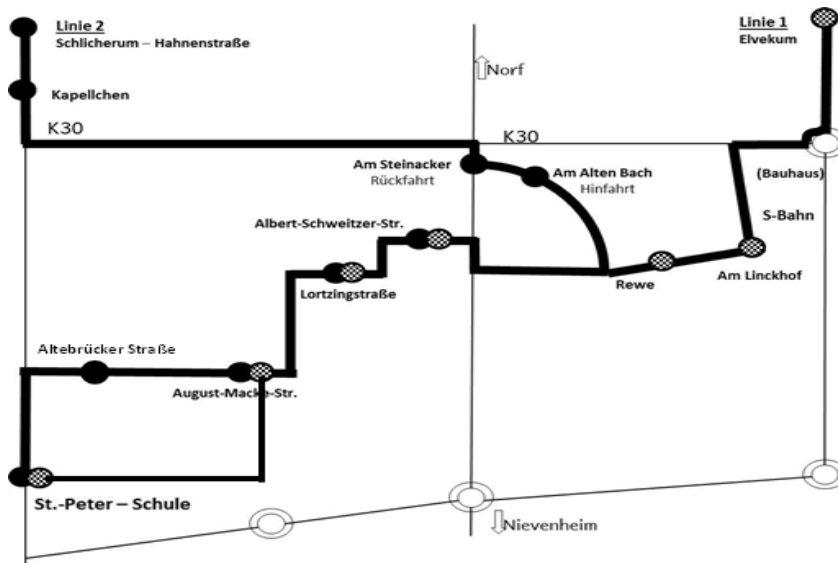 Linie 2
Schlicherum – Hahnenstraße
Linie 1
Elvekum
Norf
Kapellchen
K30
K30
Am Steinacker
Rückfahrt
Am Alten Bach
Hinfahrt
(Bauhaus)
S-Bahn
Albert-Schweitzer-Str.
Am Linckhof
Rewe
Lortzingstraße
Altebrücker Straße
August-Macke-Str.
St.-Peter – Schule
Nievenheim